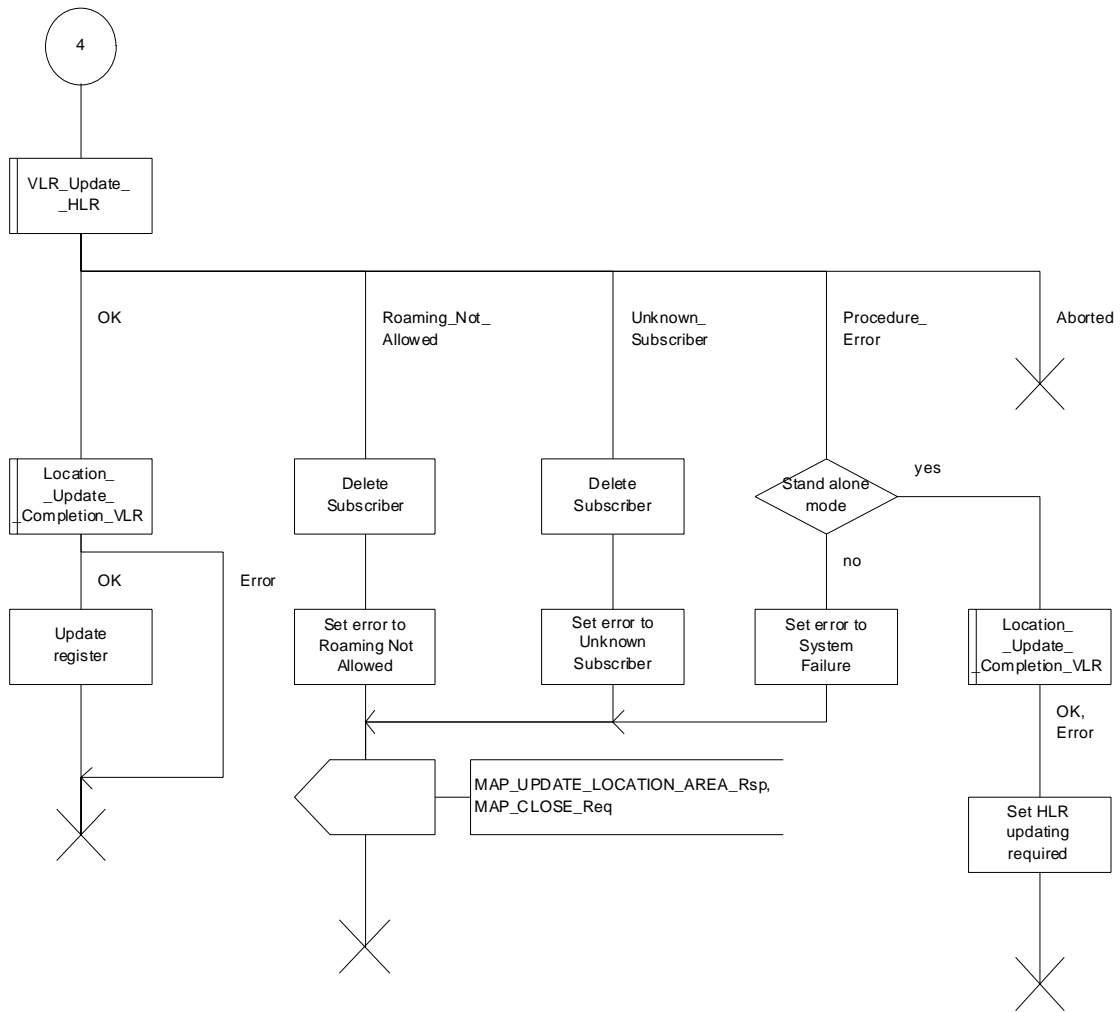 4
VLR_Update_
_HLR
OK
Roaming_Not_
Allowed
Unknown_
Subscriber
Procedure_
Error
Aborted
Location_
_Update_
_Completion_VLR
Delete
Subscriber
Delete
Subscriber
Stand alone
mode
yes
no
OK
Error
Update
register
Set error to
Roaming Not
Allowed
Set error to
Unknown
Subscriber
Set error to
System
Failure
Location_
_Update_
_Completion_VLR
OK,
Error
MAP_UPDATE_LOCATION_AREA_Rsp,
MAP_CLOSE_Req
Set HLR
updating
required